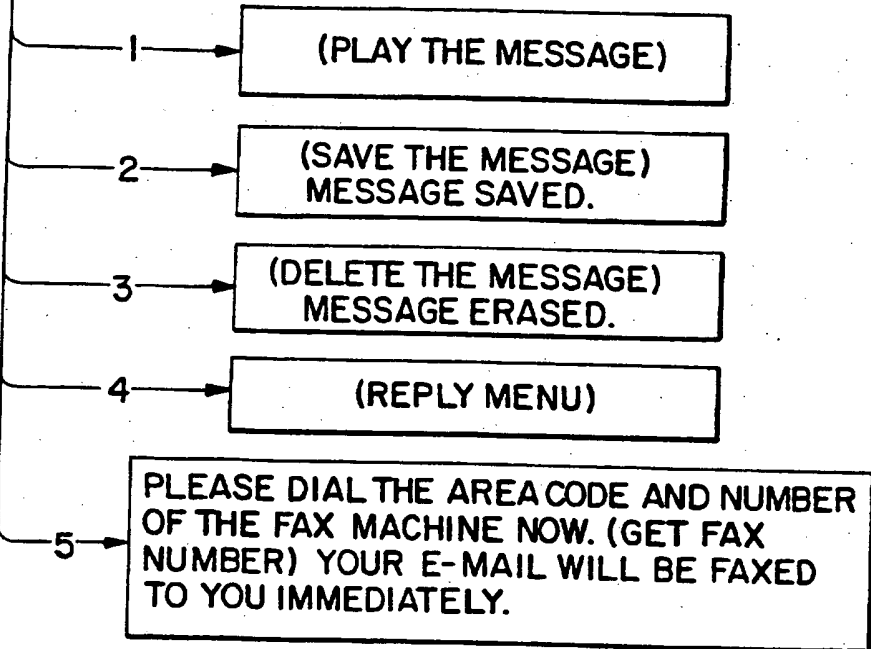 1
(PLAY THE MESSAGE)
2
(SAVE THE MESSAGE)
MESSAGE SAVED.
3
(DELETE THE MESSAGE)
MESSAGE ERASED.
4
(REPLY MENU)
5
PLEASE DIAL THE AREA CODE AND NUMBER
OF THE FAX MACHINE NOW. (GET FAX
NUMBER) YOUR E-MAIL WILL BE FAXED
TO YOU IMMEDIATELY.